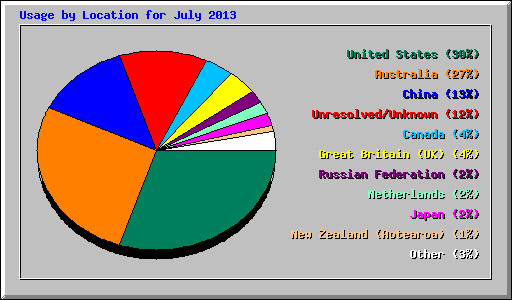 Usage by Location for July 2013
United States (30%)
Australia (27%)
China (13%)
Unresolved/Unknown (12%)
Canada (4%)
Great Britain (UK) (4%)
Russian Federation (2%)
Netherlands (2%)
Japan (2%)
New Zealand (Aotearoa) (1%)
Other (3%)